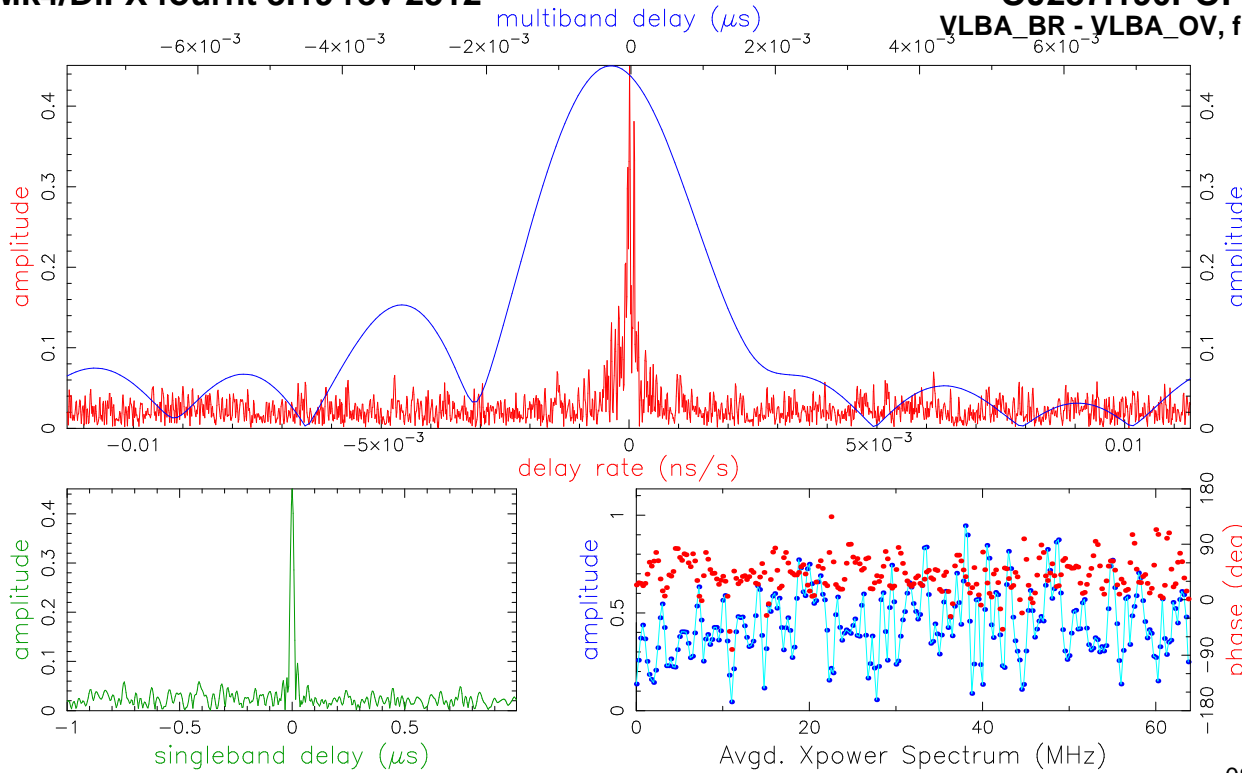 multiband delay (μs)
VLBA_BR - VLBA_OV, f
−6×10⁻³ −4×10⁻³ −2×10⁻³ 0 2×10⁻³ 4×10⁻³ 6×10⁻³
amplitude
0 0.1 0.2 0.3 0.4
0 0.1 0.2 0.3 0.4
amplitude
−0.01 −5×10⁻³ 0 5×10⁻³ 0.01
delay rate (ns/s)
amplitude
0 0.1 0.2 0.3 0.4
−1 −0.5 0 0.5
singleband delay (μs)
amplitude
0 0.5 1
−180 −90 0 90 180
phase (deg)
0 20 40 60
Avgd. Xpower Spectrum (MHz)